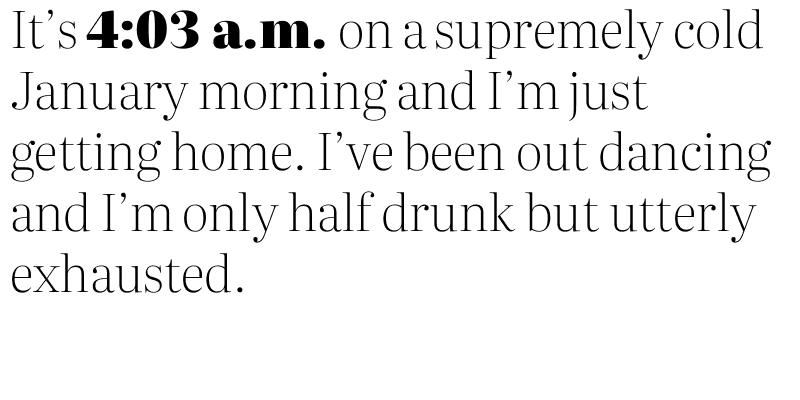 It’s 4:03 a.m. on a supremely cold
January morning and I’m just
getting home. I’ve been out dancing
and I’m only half drunk but utterly
exhausted.